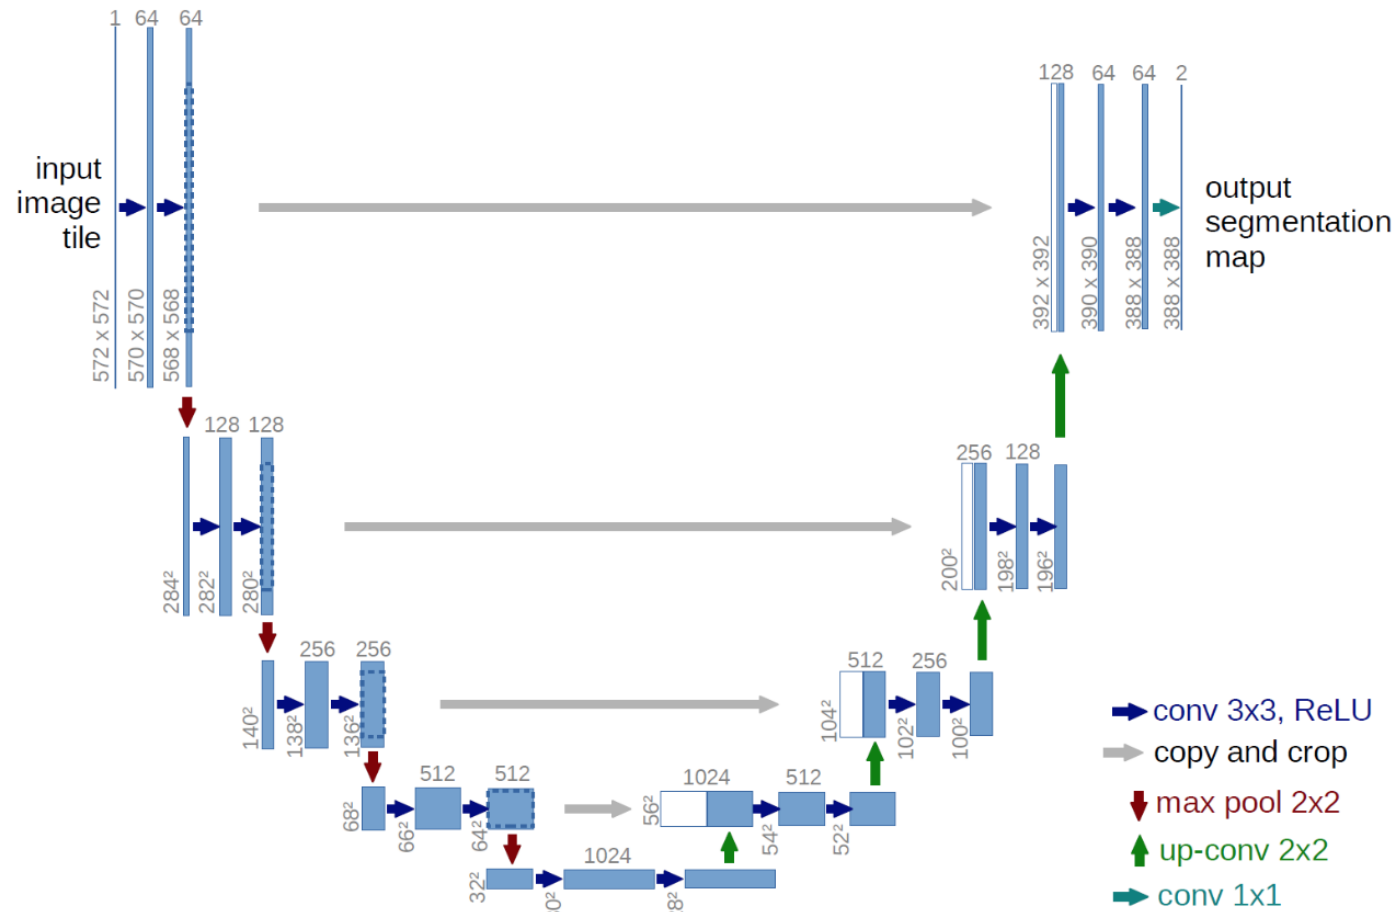 1 64 64
128 64 64 2
input
image
tile
output
segmentation
map
572 x 572
570 x 570
568 x 568
392 x 392
390 x 390
388 x 388
388 x 388
128 128
256 128
284²
282²
280²
200²
198²
196²
256 256
512 256
140²
138²
136²
104²
102²
100²
512 512
1024 512
68²
66²
64²
56²
54²
52²
1024
32²
conv 3x3, ReLU
copy and crop
max pool 2x2
up-conv 2x2
conv 1x1